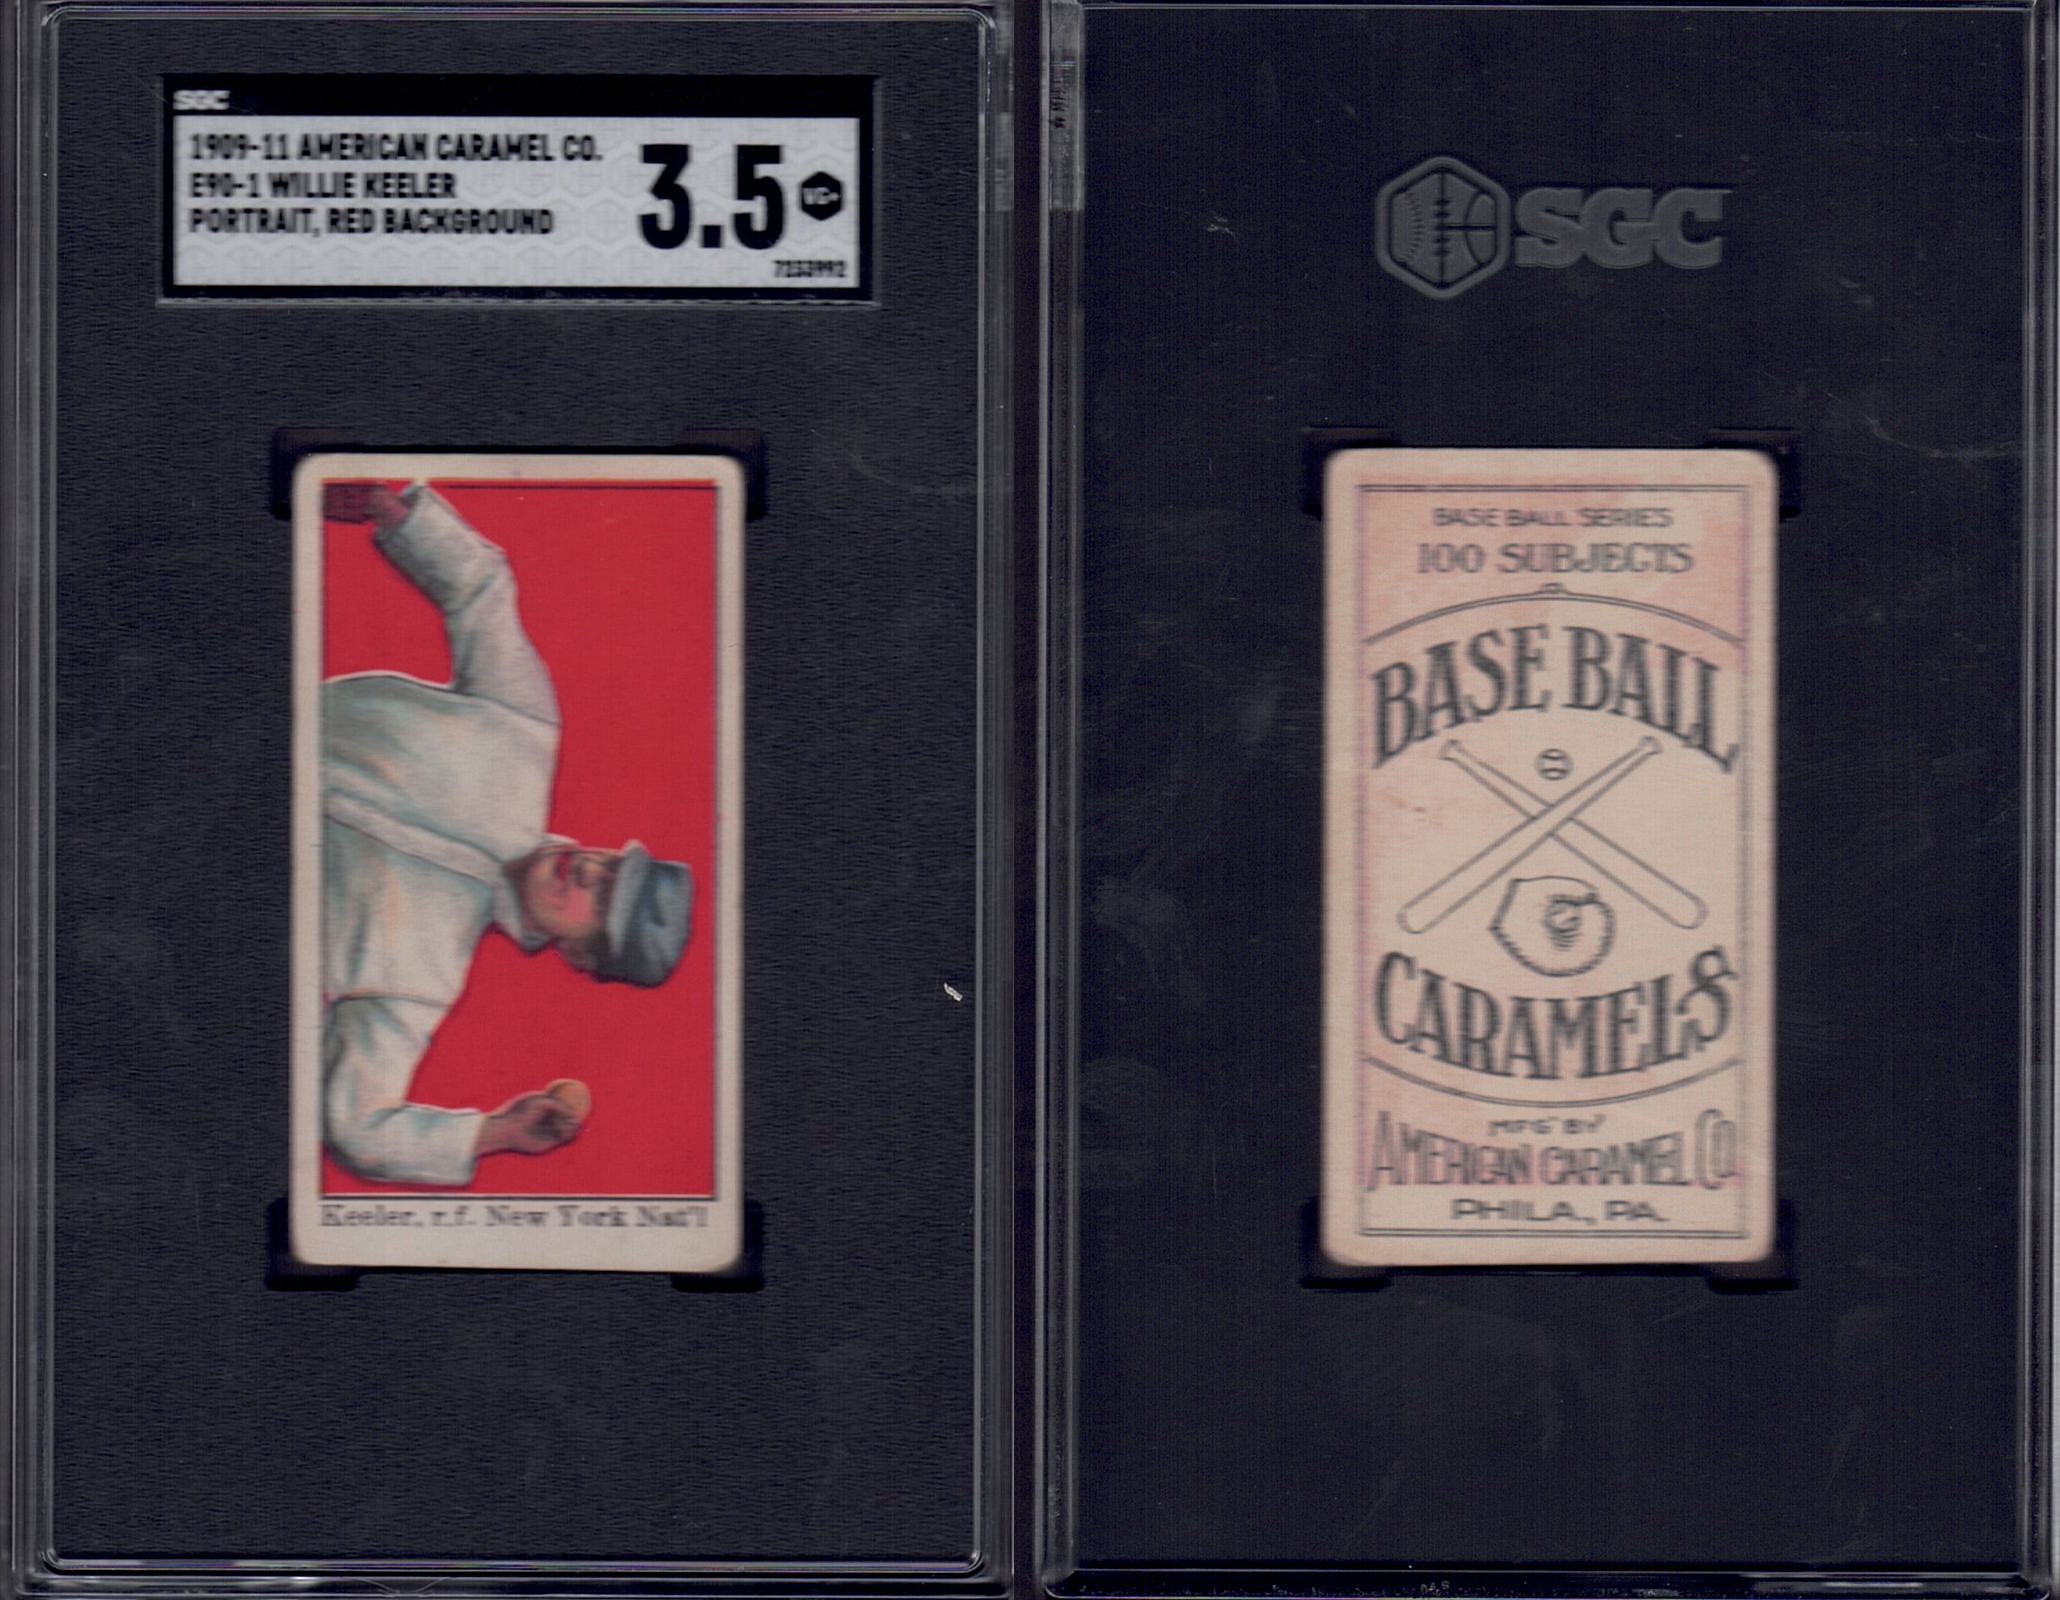 SGC
1909-11 AMERICAN CARAMEL CO.
E90-1 WILLIE KEELER
PORTRAIT, RED BACKGROUND
3.5
VG+
7153992
Keeler, r.f. New York Nat'l
SGC
BASE BALL SERIES
100 SUBJECTS
BASE BALL
CARAMELS
MFG BY
AMERICAN CARAMEL CO.
PHILA., PA.